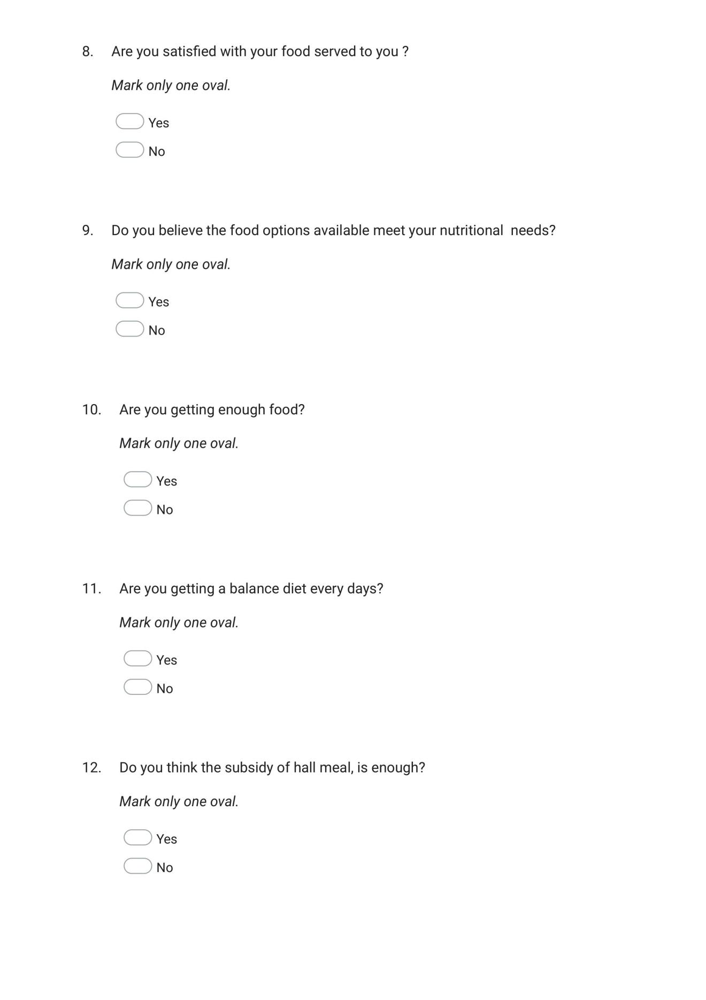 8. Are you satisfied with your food served to you ?
Mark only one oval.
Yes
No
9. Do you believe the food options available meet your nutritional  needs?
Mark only one oval.
Yes
No
10. Are you getting enough food?
Mark only one oval.
Yes
No
11. Are you getting a balance diet every days?
Mark only one oval.
Yes
No
12. Do you think the subsidy of hall meal, is enough?
Mark only one oval.
Yes
No